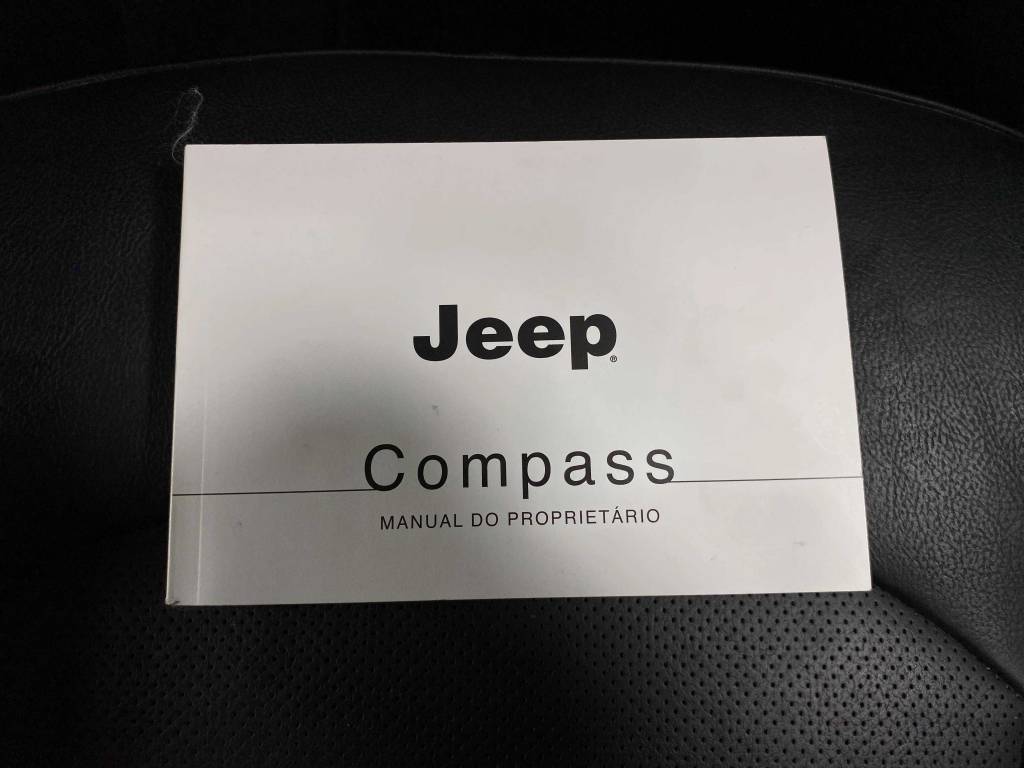 Jeep®
Compass
MANUAL DO PROPRIETÁRIO